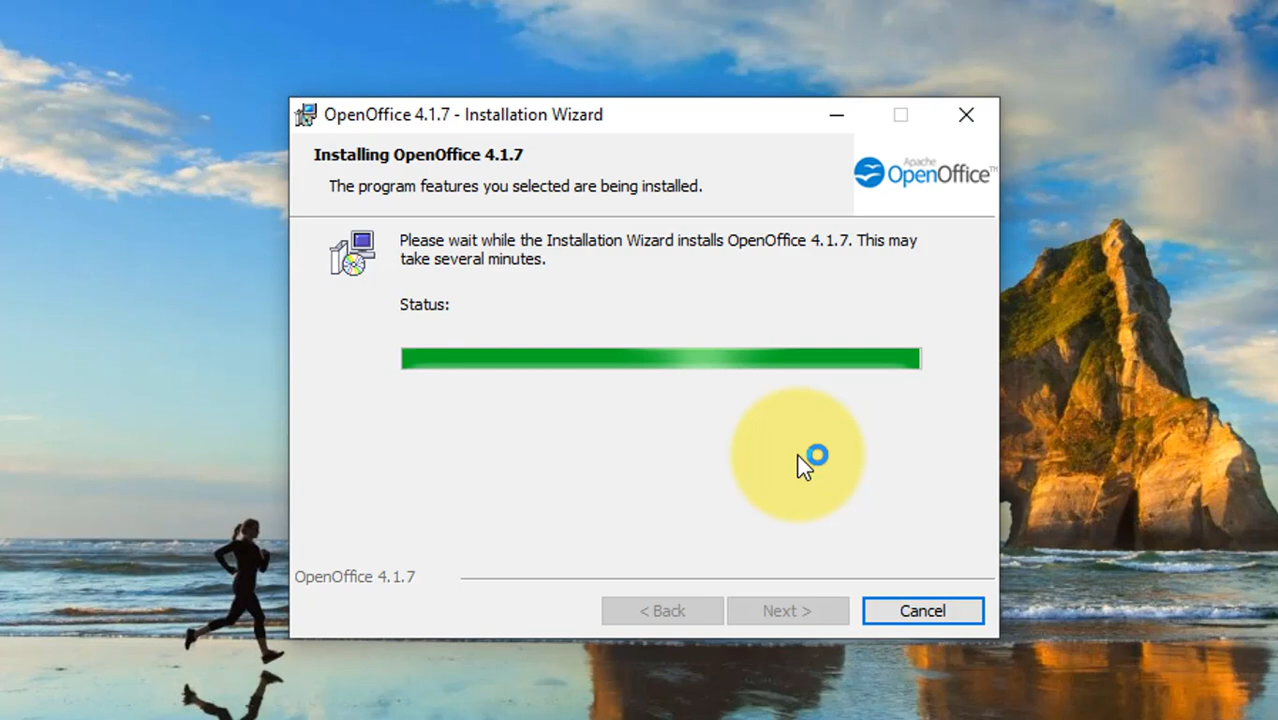 OpenOffice 4.1.7 - Installation Wizard
Installing OpenOffice 4.1.7
The program features you selected are being installed.
Apache
OpenOffice™
Please wait while the Installation Wizard installs OpenOffice 4.1.7. This may
take several minutes.
Status:
OpenOffice 4.1.7
< Back
Next >
Cancel